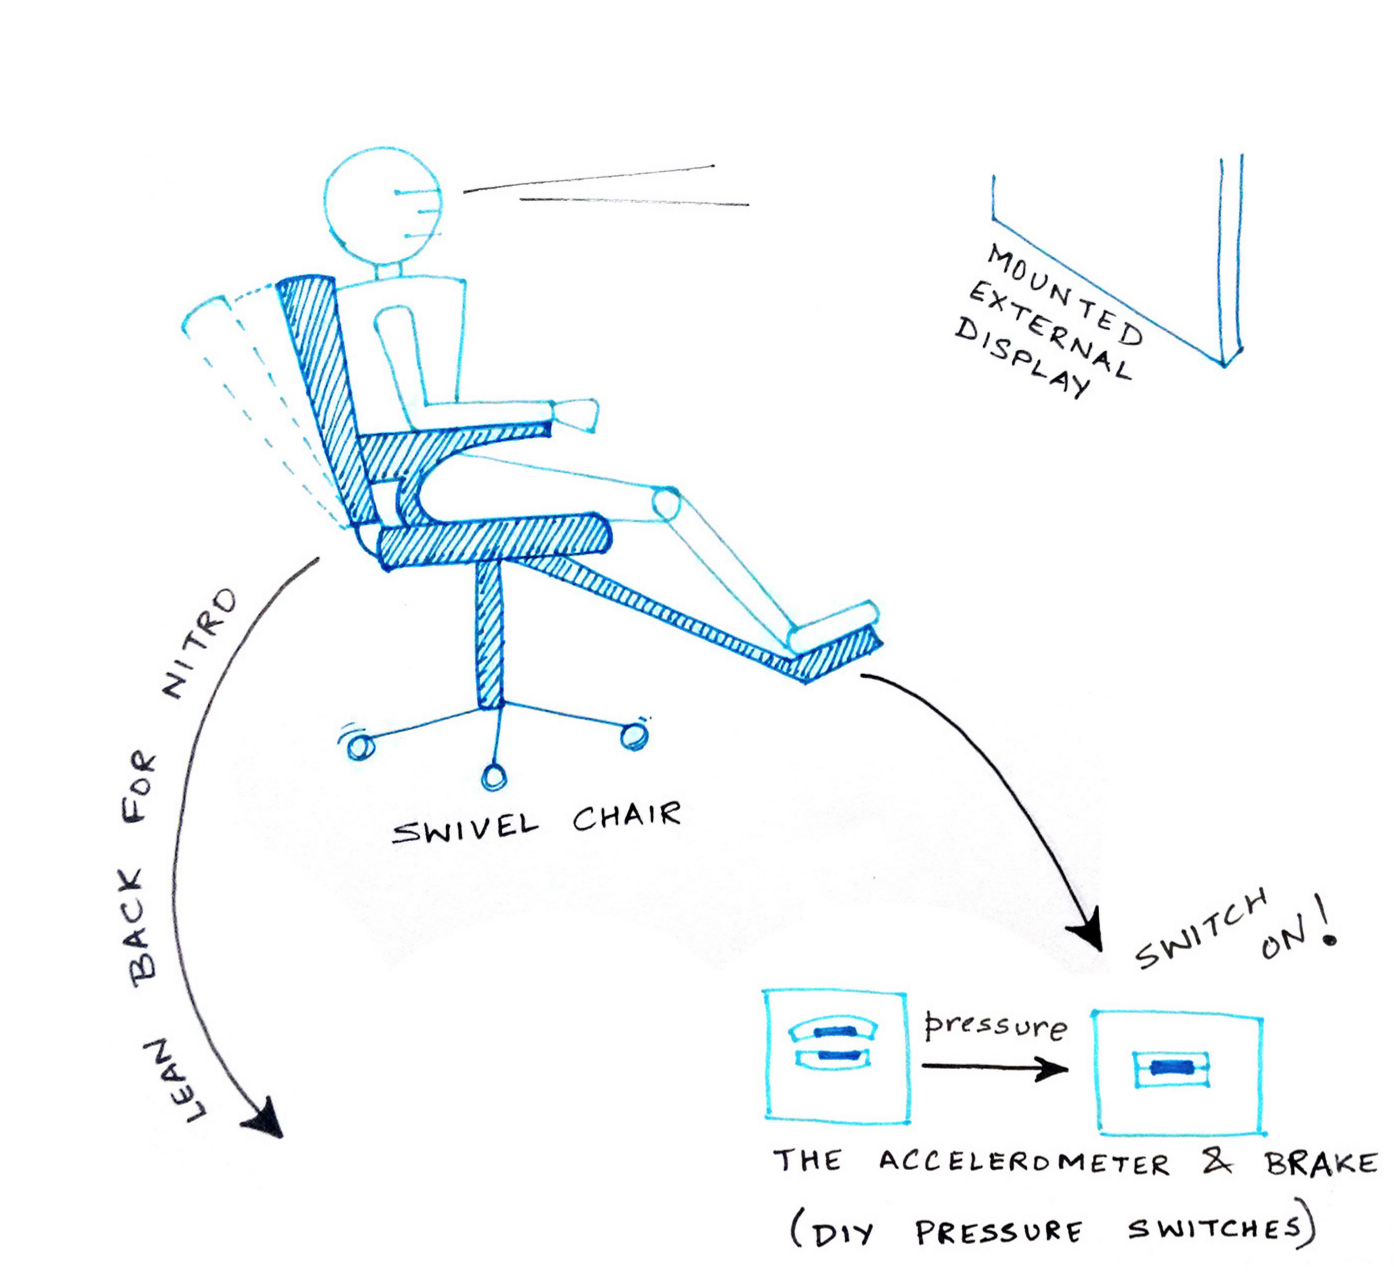 MOUNTED
EXTERNAL
DISPLAY
LEAN BACK FOR NITRO
SWIVEL CHAIR
SWITCH
ON!
pressure
THE ACCELEROMETER & BRAKE
(DIY PRESSURE SWITCHES)